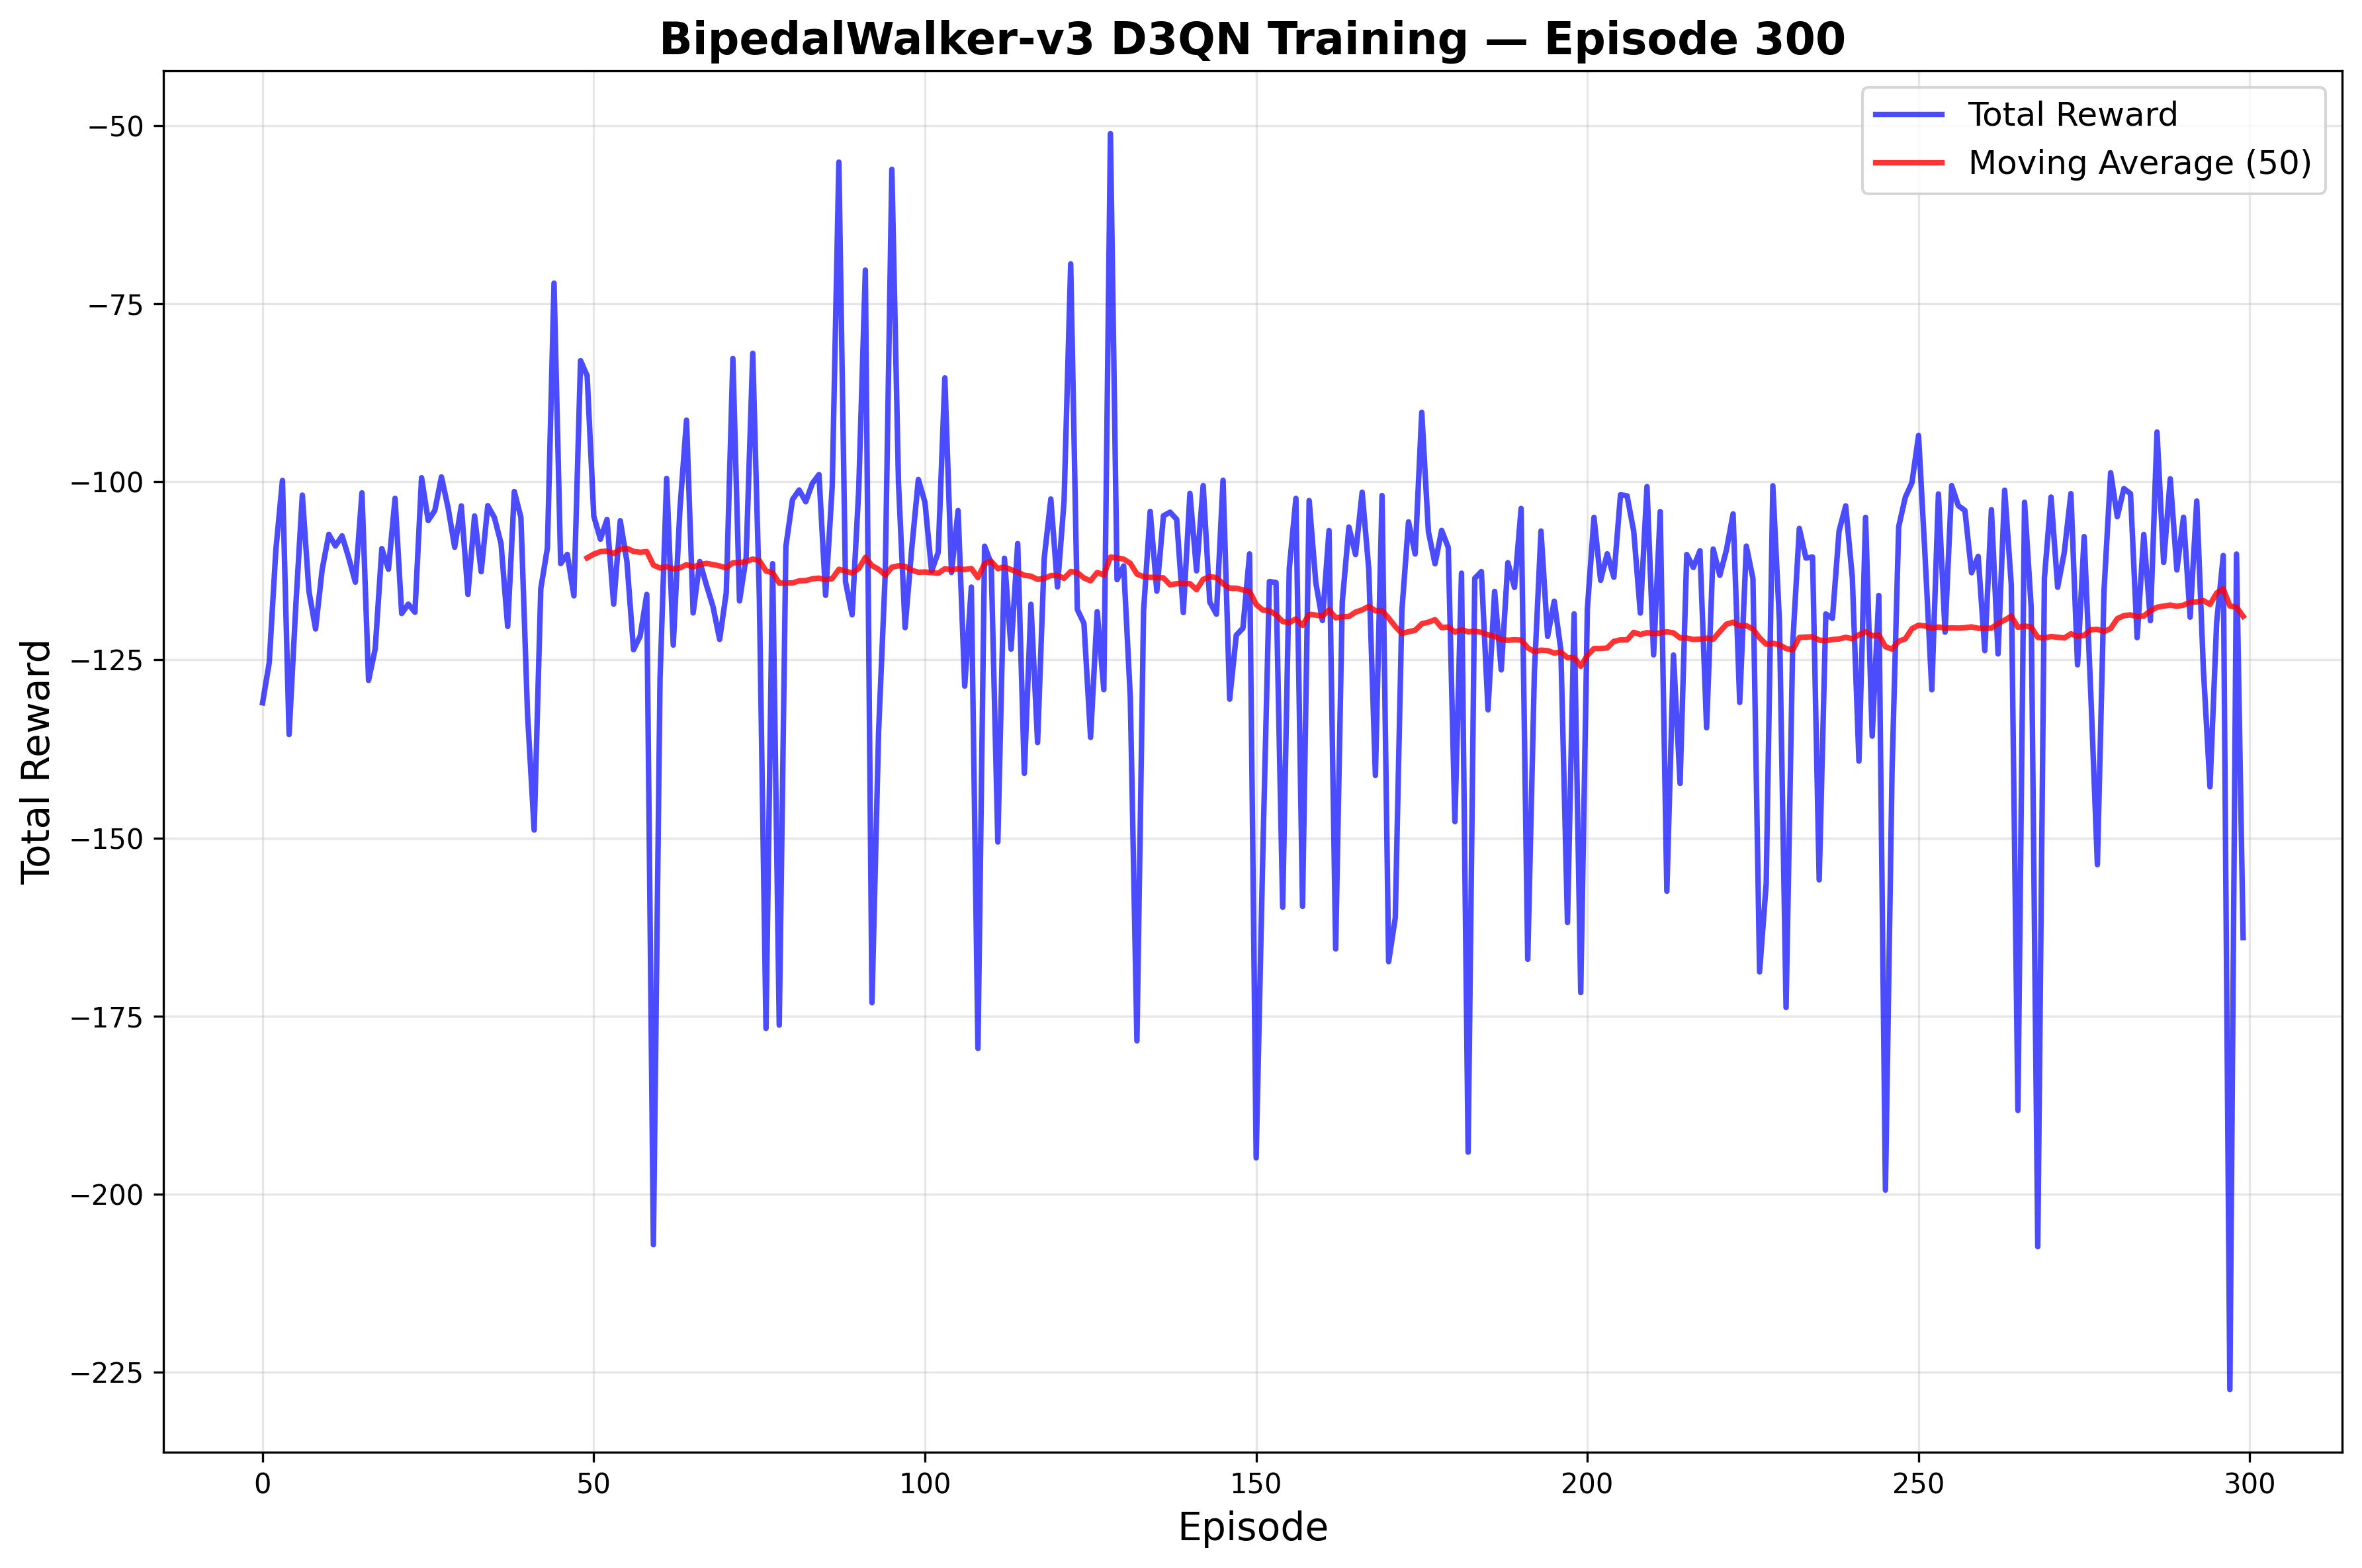 BipedalWalker-v3 D3QN Training — Episode 300
Total Reward
Moving Average (50)
−50
−75
−100
−125
−150
−175
−200
−225
Total Reward
0 50 100 150 200 250 300
Episode